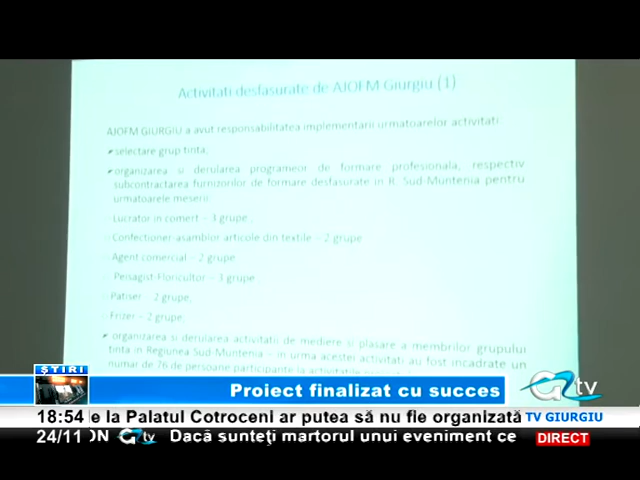 Activitati desfasurate de AJOFM Giurgiu (1)
AJOFM GIURGIU a avut responsabilitatea implementarii urmatoarelor activitati:
selectare grup tinta;
organizarea si derularea programelor de formare profesionala, respectiv
subcontractarea furnizorilor de formare desfasurate in R. Sud-Muntenia pentru
urmatoarele meserii:
Lucrator in comert – 3 grupe;
Confectioner-asamblor articole din textile – 2 grupe
Agent comercial – 2 grupe
Peisagist-Floricultor – 3 grupe
Patiser – 2 grupe;
Frizer – 2 grupe;
organizarea si derularea activitatii de mediere si plasare a membrilor grupului
tinta in Regiunea Sud-Muntenia – in urma acestei activitati au fost incadrate un
numar de 76 de persoane participante la activitatile
ŞTIRI
Proiect finalizat cu succes
tv
18:54 e la Palatul Cotroceni ar putea să nu fie organizată TV GIURGIU
24/11 ON tv Dacă sunteţi martorul unui eveniment ce DIRECT